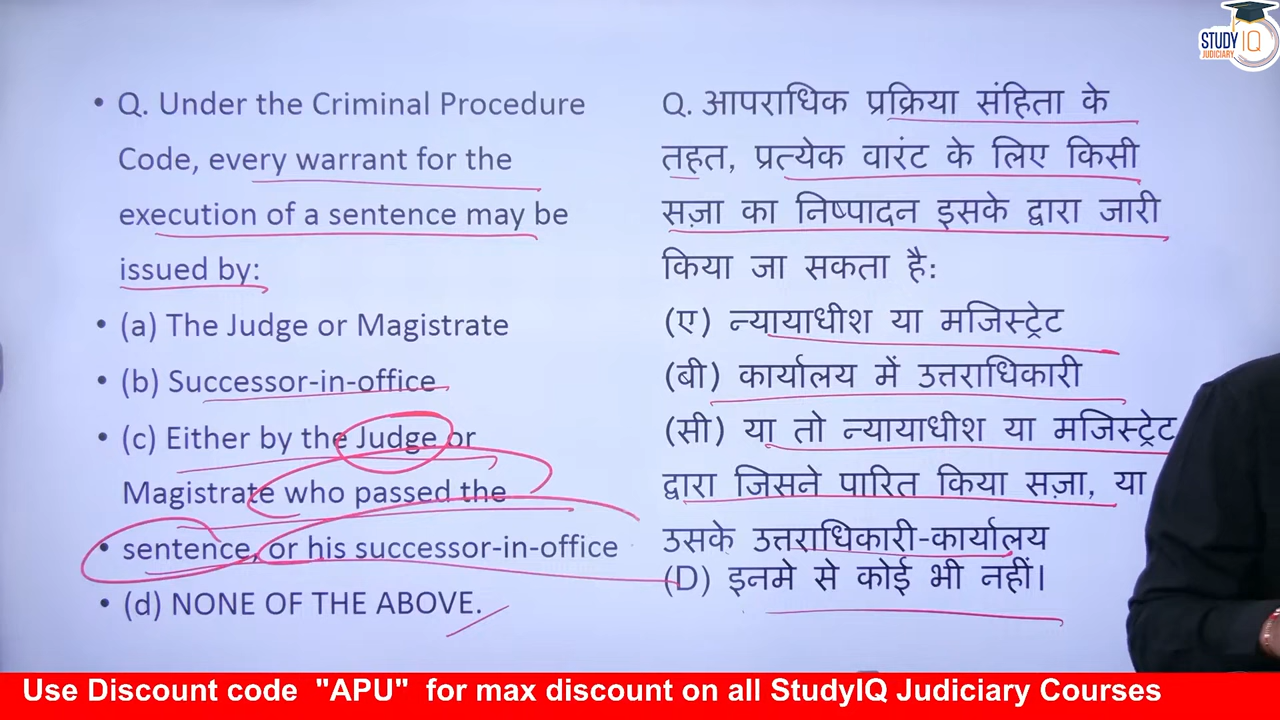 STUDY IQ
JUDICIARY
• Q. Under the Criminal Procedure
Code, every warrant for the
execution of a sentence may be
issued by:
• (a) The Judge or Magistrate
• (b) Successor-in-office
• (c) Either by the Judge or
Magistrate who passed the
• sentence, or his successor-in-office
• (d) NONE OF THE ABOVE.
Q. आपराधिक प्रक्रिया संहिता के
तहत, प्रत्येक वारंट के लिए किसी
सज़ा का निष्पादन इसके द्वारा जारी
किया जा सकता है:
(ए) न्यायाधीश या मजिस्ट्रेट
(बी) कार्यालय में उत्तराधिकारी
(सी) या तो न्यायाधीश या मजिस्ट्रेट
द्वारा जिसने पारित किया सज़ा, या
उसके उत्तराधिकारी-कार्यालय
(D) इनमे से कोई भी नहीं।
Use Discount code "APU" for max discount on all StudyIQ Judiciary Courses